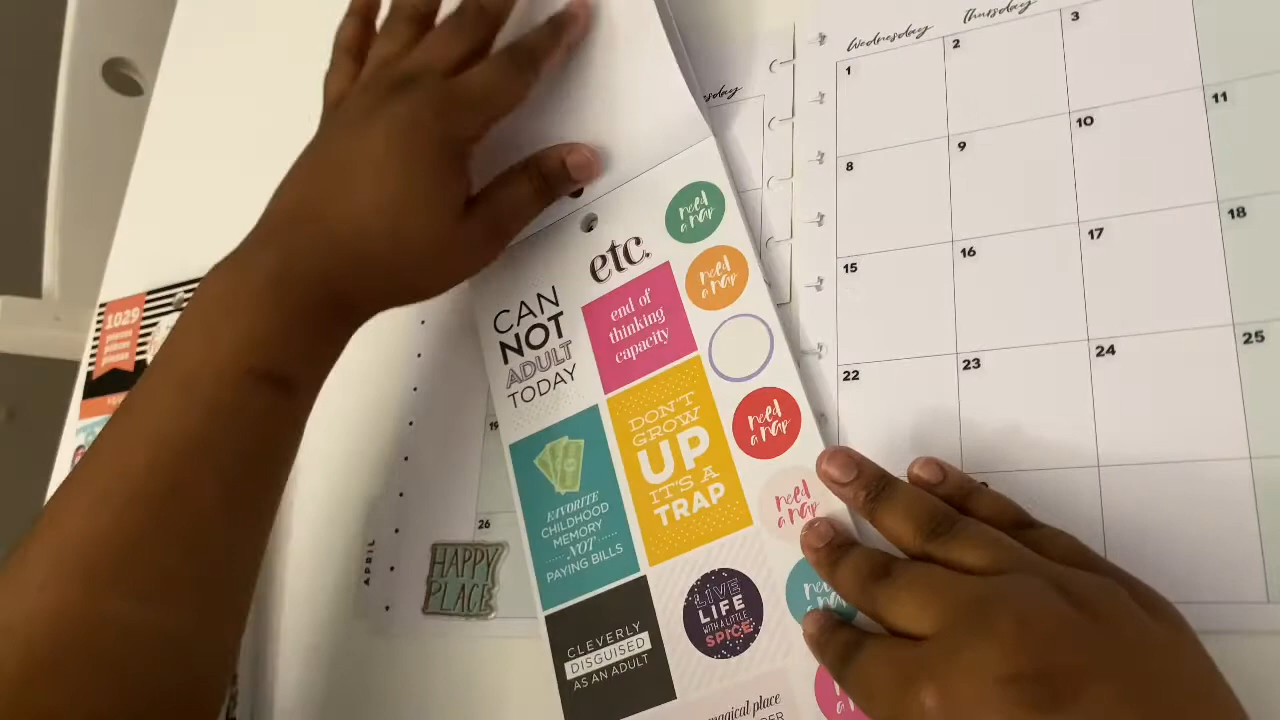 Wednesday
Thursday
1
2
3
8
9
10
11
15
16
17
18
22
23
24
25
19
26
APRIL
HAPPY
PLACE
1029
etc.
CAN
NOT
ADULT
TODAY
end of
thinking
capacity
need
a nap
need
a nap
need
a nap
need
a nap
need
DON'T
GROW
UP
IT'S A
TRAP
FAVORITE
CHILDHOOD
MEMORY
NOT
PAYING BILLS
LIVE
LIFE
WITH A LITTLE
SPICE
CLEVERLY
DISGUISED
AS AN ADULT
magical place